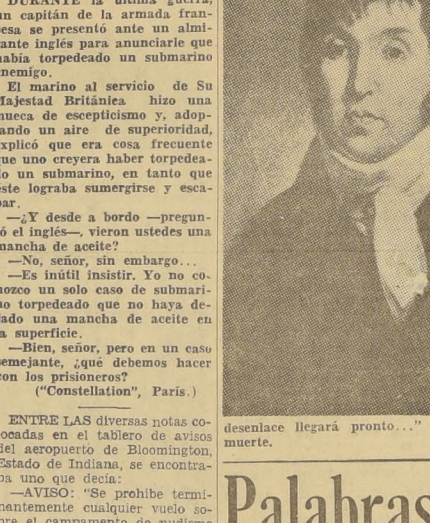 DURANTE la última guerra,
un capitán de la armada fran-
esa se presentó ante un almi-
rante inglés para anunciarle que
había torpedeado un submarino
enemigo.
El marino al servicio de Su
Majestad Británica hizo una
mueca de escepticismo y, adop-
ando un aire de superioridad,
explicó que era cosa frecuente
que uno creyera haber torpedea-
do un submarino, en tanto que
éste lograba sumergirse y esca-
par.
—¿Y desde a bordo —pregun-
ó el inglés—, vieron ustedes una
mancha de aceite?
—No, señor, sin embargo...
—Es inútil insistir. Yo no co-
nozco un solo caso de submari-
no torpedeado que no haya de-
jado una mancha de aceite en
a superficie.
—Bien, señor, pero en un caso
semejante, ¿qué debemos hacer
con los prisioneros?
("Constellation", París.)
ENTRE LAS diversas notas co-
ocadas en el tablero de avisos
del aeropuerto de Bloomington,
Estado de Indiana, se encontra-
ba uno que decía:
—AVISO: "Se prohibe termi-
nantemente cualquier vuelo so-
bre el campamento de nudismo
desenlace llegará pronto..."
muerte.
Palabras